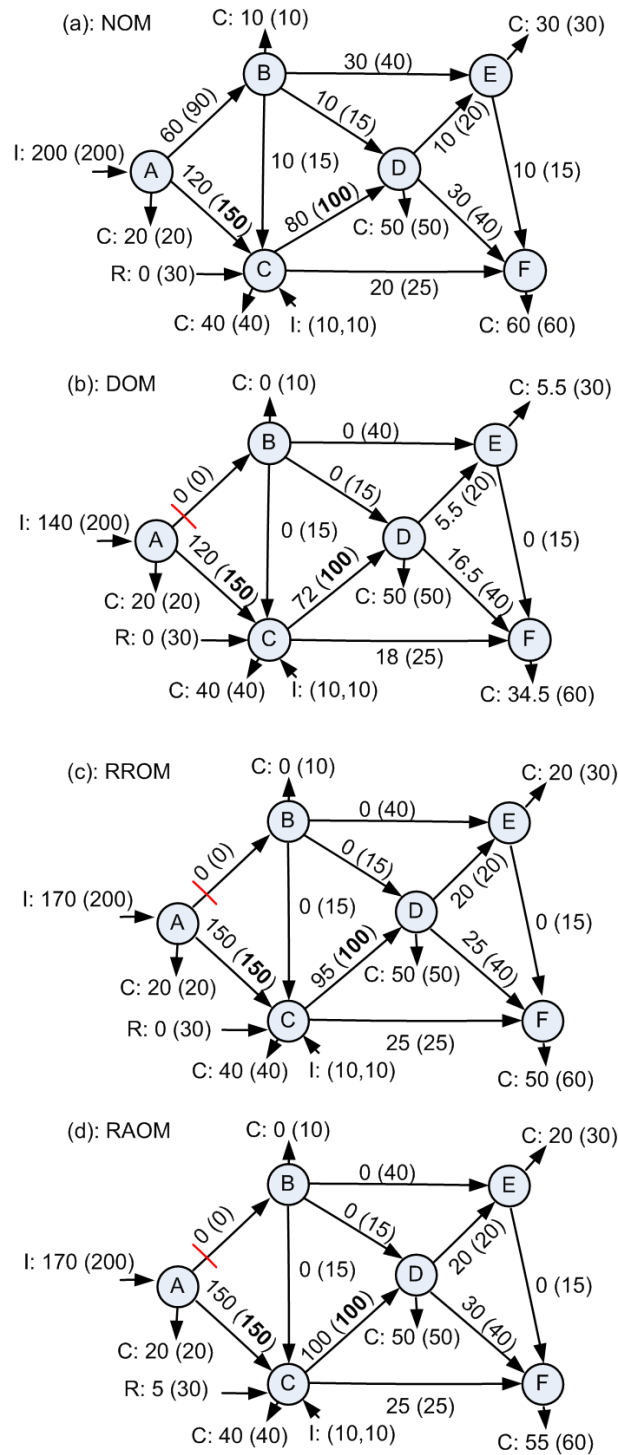 (a): NOM
C: 10 (10)
C: 30 (30)
B
30 (40)
E
60 (90)
10 (15)
10 (20)
I: 200 (200)
A
10 (15)
D
10 (15)
120 (150)
80 (100)
30 (40)
C: 20 (20)
C: 50 (50)
R: 0 (30)
C
F
20 (25)
C: 40 (40)
I: (10,10)
C: 60 (60)
(b): DOM
C: 0 (10)
C: 5.5 (30)
B
0 (40)
E
0 (0)
0 (15)
5.5 (20)
I: 140 (200)
A
0 (15)
D
0 (15)
120 (150)
72 (100)
16.5 (40)
C: 20 (20)
C: 50 (50)
R: 0 (30)
C
F
18 (25)
C: 40 (40)
I: (10,10)
C: 34.5 (60)
(c): RROM
C: 0 (10)
C: 20 (30)
B
0 (40)
E
0 (0)
0 (15)
20 (20)
I: 170 (200)
A
0 (15)
D
0 (15)
150 (150)
95 (100)
25 (40)
C: 20 (20)
C: 50 (50)
R: 0 (30)
C
F
25 (25)
C: 40 (40)
I: (10,10)
C: 50 (60)
(d): RAOM
C: 0 (10)
C: 20 (30)
B
0 (40)
E
0 (0)
0 (15)
20 (20)
I: 170 (200)
A
0 (15)
D
0 (15)
150 (150)
100 (100)
30 (40)
C: 20 (20)
C: 50 (50)
R: 5 (30)
C
F
25 (25)
C: 40 (40)
I: (10,10)
C: 55 (60)